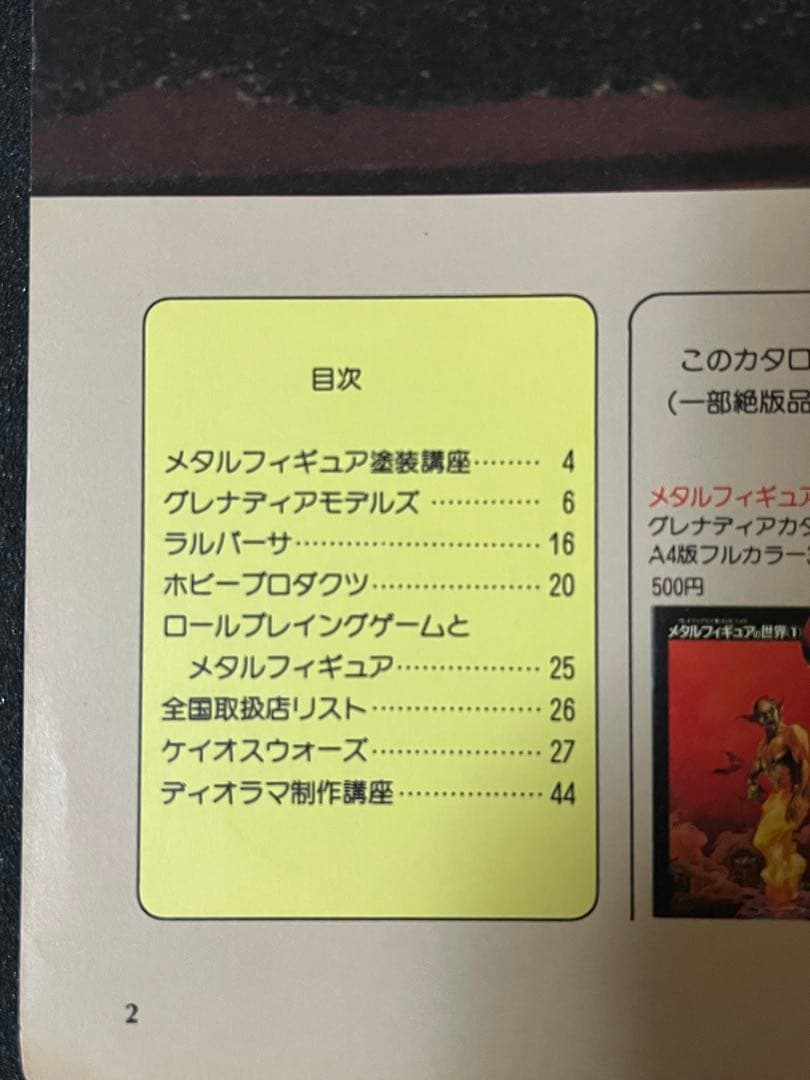 目次
メタルフィギュア塗装講座‥‥‥‥ 4
グレナディアモデルズ ‥‥‥‥‥‥ 6
ラルパーサ‥‥‥‥‥‥‥‥‥‥‥‥ 16
ホビープロダクツ‥‥‥‥‥‥‥‥ 20
ロールプレイングゲームと
メタルフィギュア‥‥‥‥‥‥‥ 25
全国取扱店リスト‥‥‥‥‥‥‥‥ 26
ケイオスウォーズ‥‥‥‥‥‥‥‥ 27
ディオラマ制作講座‥‥‥‥‥‥‥ 44
このカタロ
(一部絶版品
メタルフィギュア
グレナディアカタ
A4版フルカラー
500円
メタルフィギュアの世界(1)
2